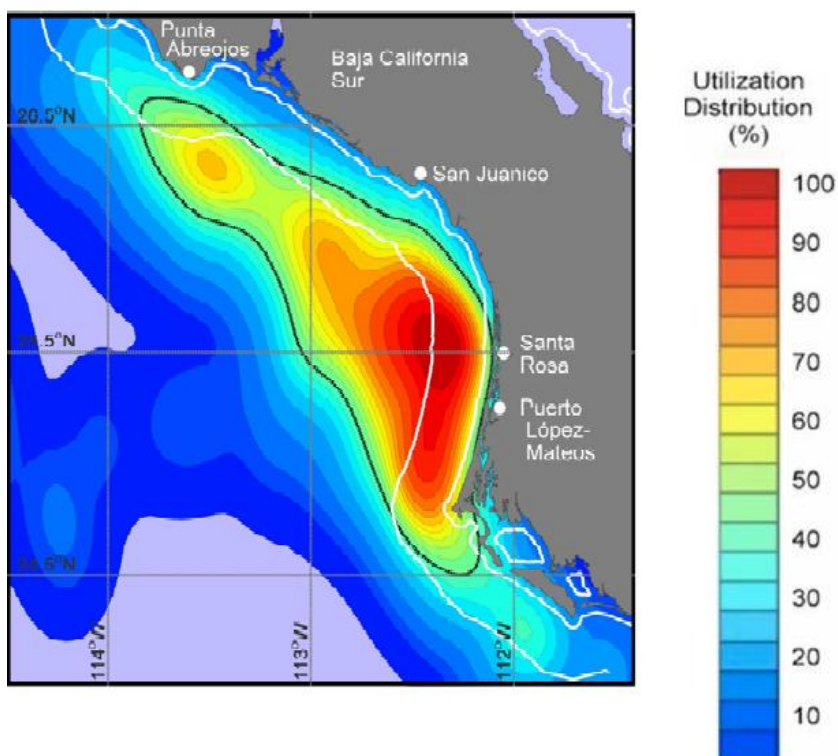 Punta
Abreojos
Baja California
Sur
San Juanico
Santa
Rosa
Puerto
López-
Mateos
114°W
113°W
112°W
Utilization
Distribution
(%)
100
90
80
70
60
50
40
30
20
10